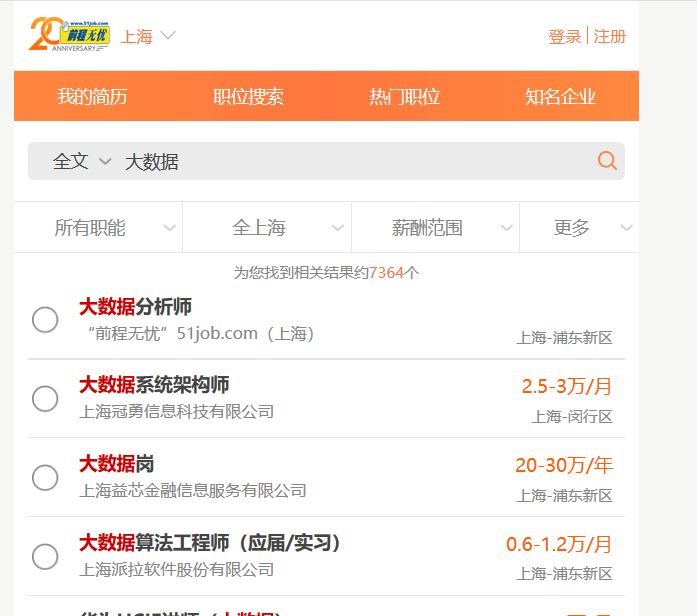 20 www.51job.com
前程无忧
ANNIVERSARY
上海
登录 | 注册
我的简历 职位搜索 热门职位 知名企业
全文 大数据
所有职能 全上海 薪酬范围 更多
为您找到相关结果约7364个
大数据分析师
“前程无忧”51job.com（上海）
上海-浦东新区
大数据系统架构师 2.5-3万/月
上海冠勇信息科技有限公司 上海-闵行区
大数据岗 20-30万/年
上海益芯金融信息服务有限公司 上海-浦东新区
大数据算法工程师（应届/实习） 0.6-1.2万/月
上海派拉软件股份有限公司 上海-浦东新区